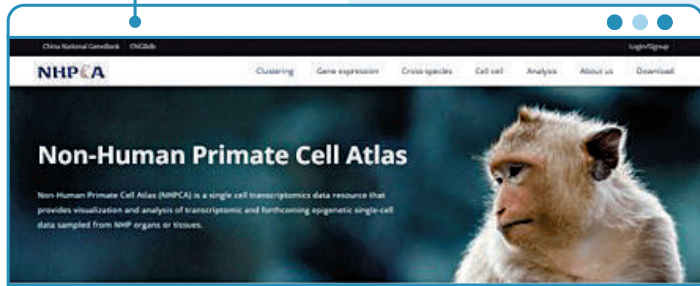 China National GeneBank CNGBdb Login/Signup
NHPCA Clustering Gene expression Cross-species Cell cell Analysis About us Download
Non-Human Primate Cell Atlas
Non-Human Primate Cell Atlas (NHPCA) is a single cell transcriptomics data resource that
provides visualization and analysis of transcriptomic and forthcoming epigenetic single-cell
data sampled from NHP organs or tissues.